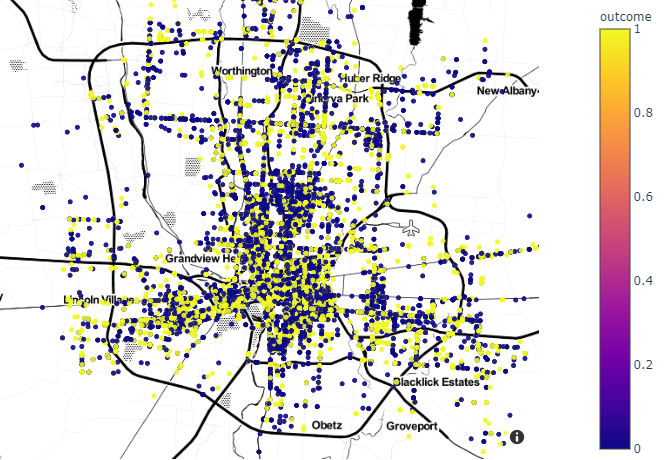 outcome
1
Worthington
Huber Ridge
Minerva Park
New Albany
0.8
0.6
Grandview He
0.4
Lincoln Village
0.2
Blacklick Estates
Obetz
Groveport
0